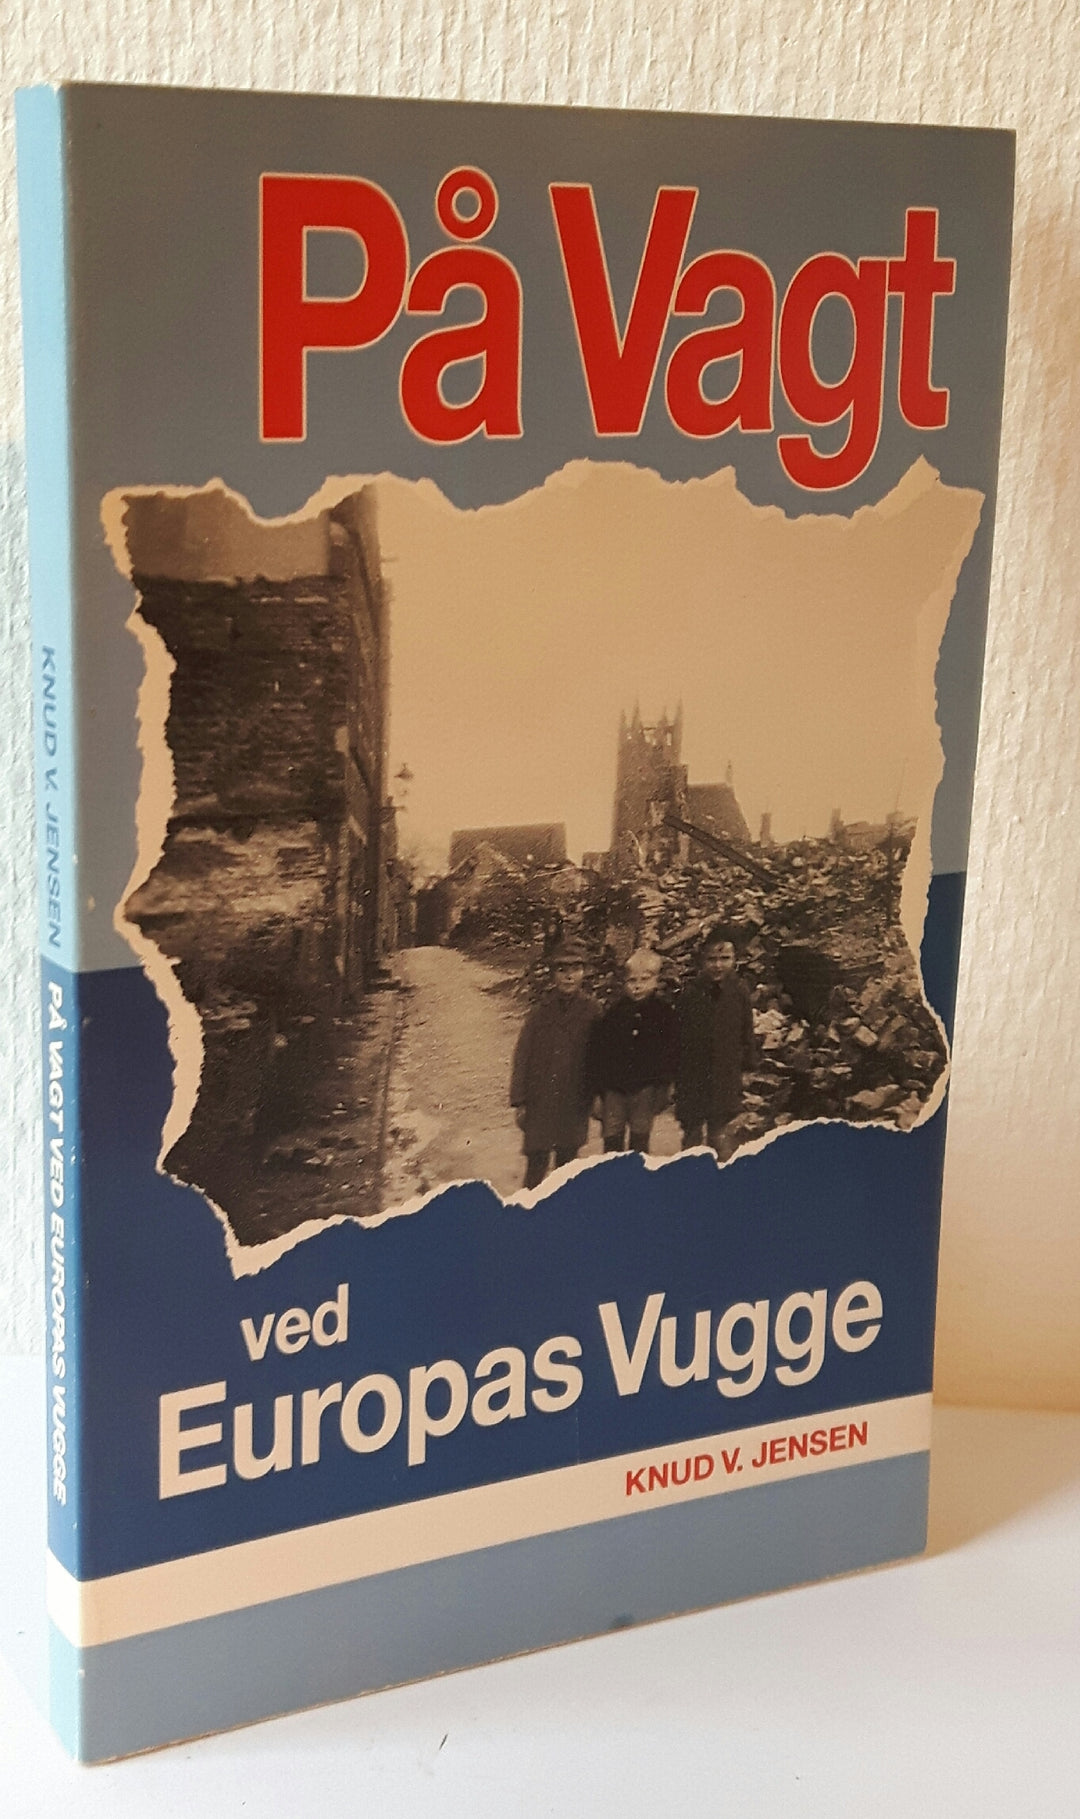 På Vagt
ved
Europas Vugge
KNUD V. JENSEN
KNUD V. JENSEN PÅ VAGT VED EUROPAS VUGGE